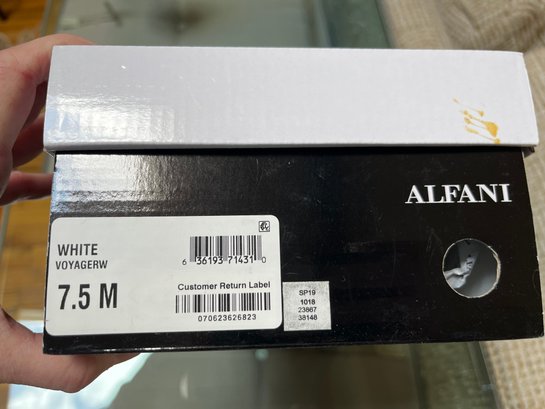 ALFANI
WHITE
VOYAGERW
7.5 M
6 36193 71431 0
Customer Return Label
070623626823
SP19
1018
23867
38148